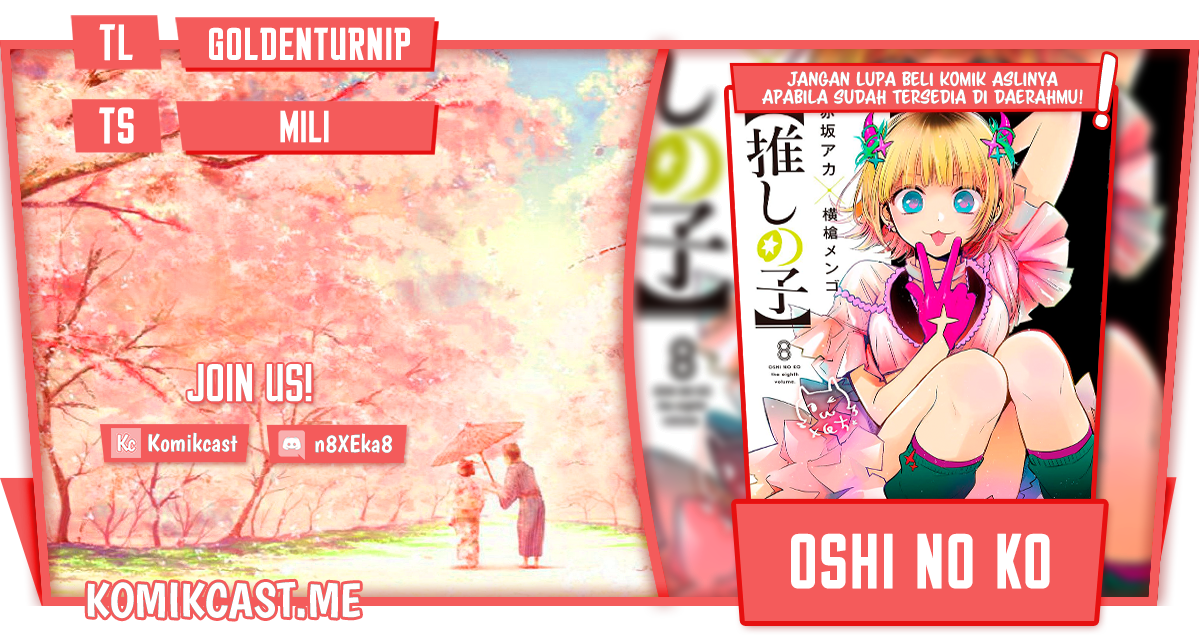 TL GOLDENTURNIP
TS MILI
JOIN US!
Kc Komikcast n8XEka8
KOMIKCAST.ME
JANGAN LUPA BELI KOMIK ASLINYA
APABILA SUDAH TERSEDIA DI DAERAHMU!
赤坂アカ×横槍メンゴ
【推しの子】
8
OSHI NO KO
the eighth
volume.
OSHI NO KO